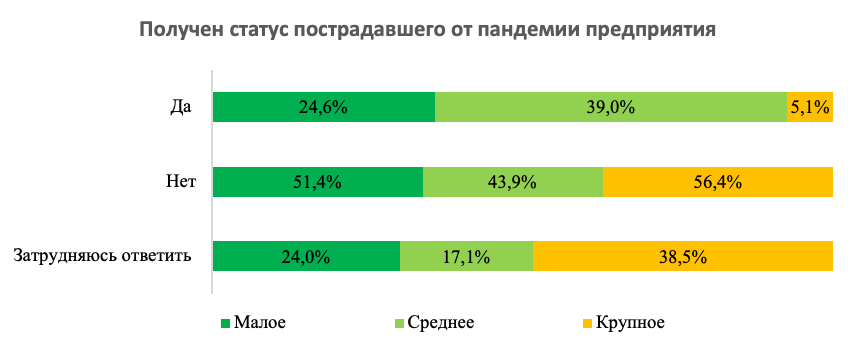 Получен статус пострадавшего от пандемии предприятия
Да 24,6% 39,0% 5,1%
Нет 51,4% 43,9% 56,4%
Затрудняюсь ответить 24,0% 17,1% 38,5%
Малое Среднее Крупное